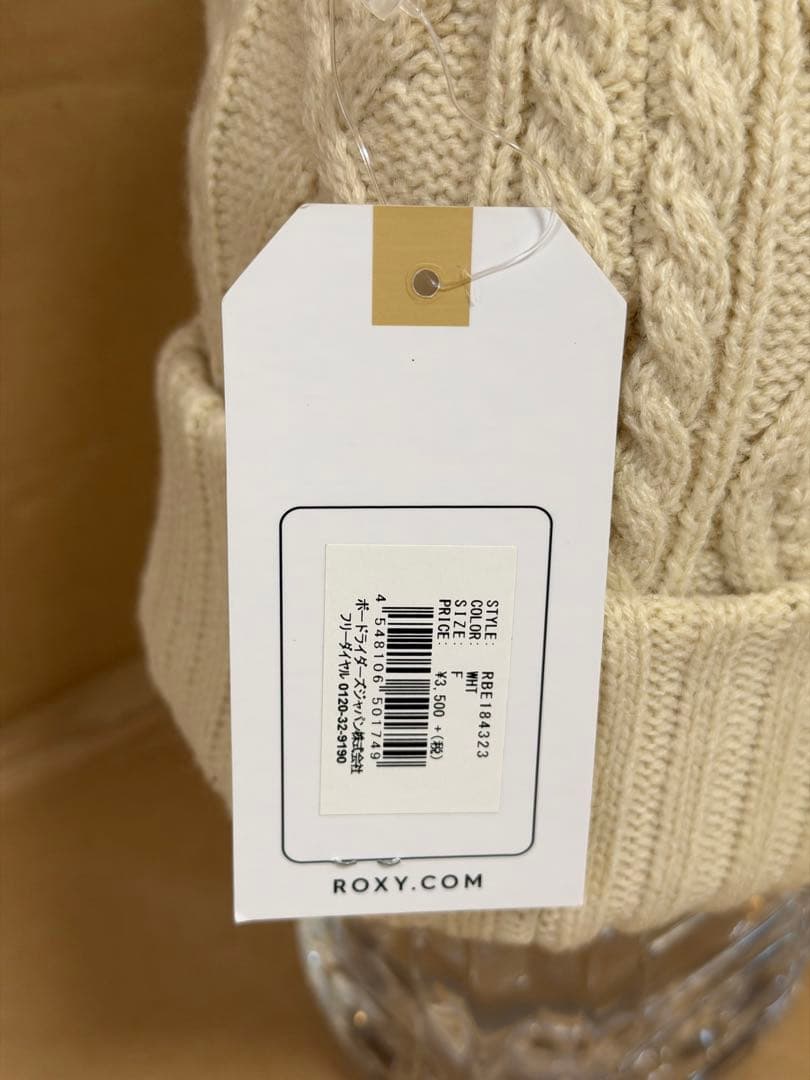 STYLE: RBE184323
COLOR: WHT
SIZE: F
PRICE: ¥3,500 +(税)
4 548106 501749
ボードライダーズジャパン株式会社
フリーダイヤル 0120-32-9190
ROXY.COM